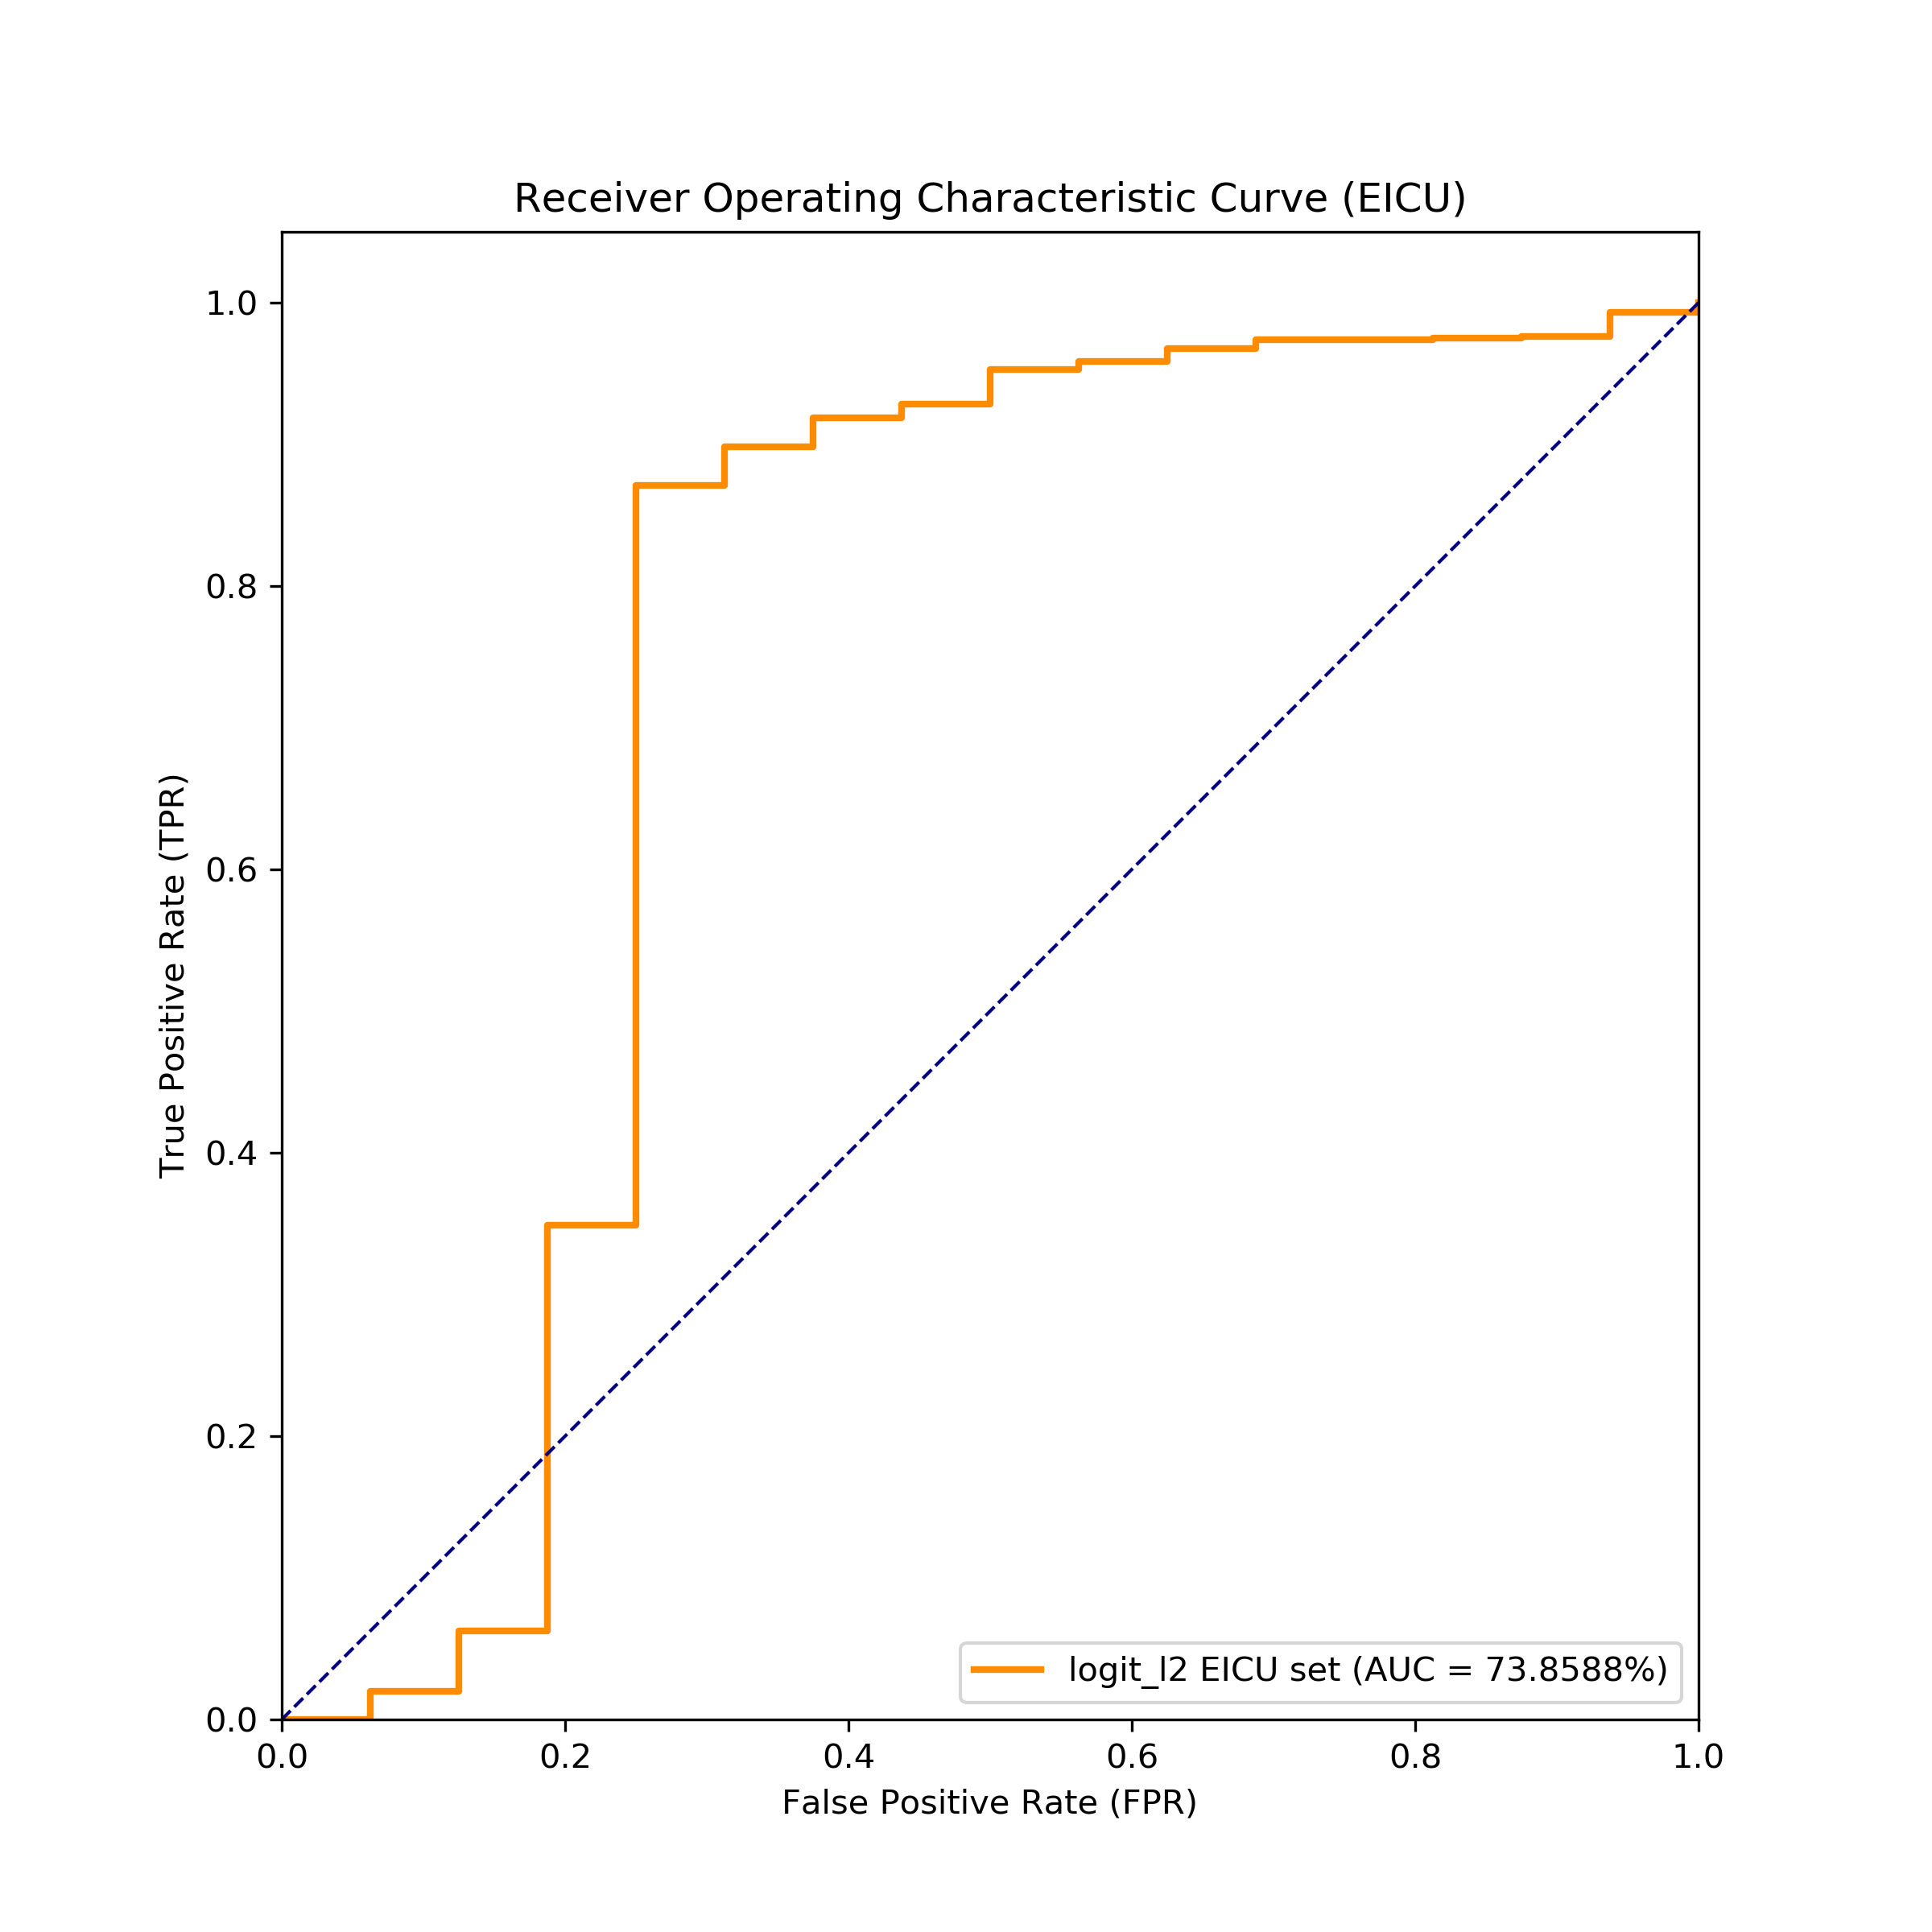 Receiver Operating Characteristic Curve (EICU)
1.0
0.8
0.6
0.4
0.2
0.0
True Positive Rate (TPR)
logit_l2 EICU set (AUC = 73.8588%)
0.0 0.2 0.4 0.6 0.8 1.0
False Positive Rate (FPR)